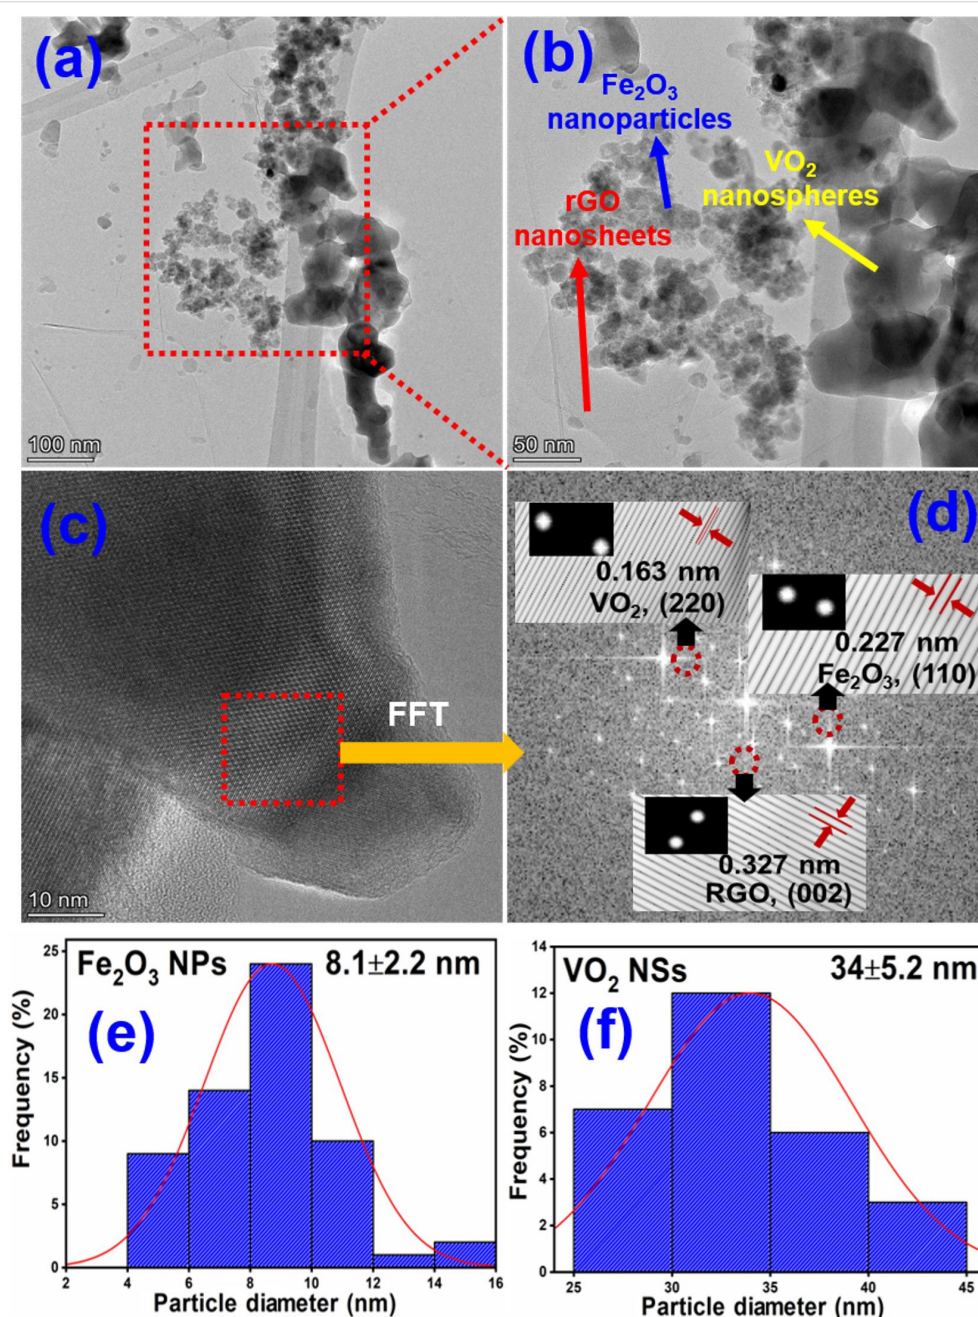 (a)
100 nm
(b)
Fe₂O₃
nanoparticles
VO₂
nanospheres
rGO
nanosheets
50 nm
(c)
FFT
10 nm
(d)
0.163 nm
VO₂, (220)
0.227 nm
Fe₂O₃, (110)
0.327 nm
RGO, (002)
Fe₂O₃ NPs
8.1±2.2 nm
(e)
Frequency (%)
25
20
15
10
5
0
2 4 6 8 10 12 14 16
Particle diameter (nm)
VO₂ NSs
34±5.2 nm
(f)
Frequency (%)
14
12
10
8
6
4
2
0
25 30 35 40 45
Particle diameter (nm)